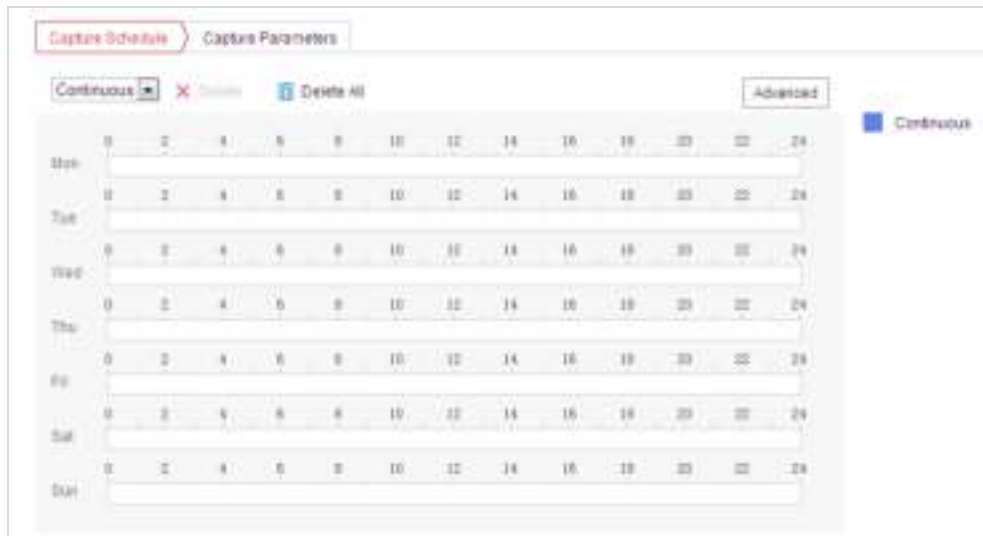 Capture Schedule Capture Parameters
Continuous Delete Delete All Advanced
Continuous
0 2 4 6 8 10 12 14 16 18 20 22 24
Mon
0 2 4 6 8 10 12 14 16 18 20 22 24
Tue
0 2 4 6 8 10 12 14 16 18 20 22 24
Wed
0 2 4 6 8 10 12 14 16 18 20 22 24
Thu
0 2 4 6 8 10 12 14 16 18 20 22 24
Fri
0 2 4 6 8 10 12 14 16 18 20 22 24
Sat
0 2 4 6 8 10 12 14 16 18 20 22 24
Sun